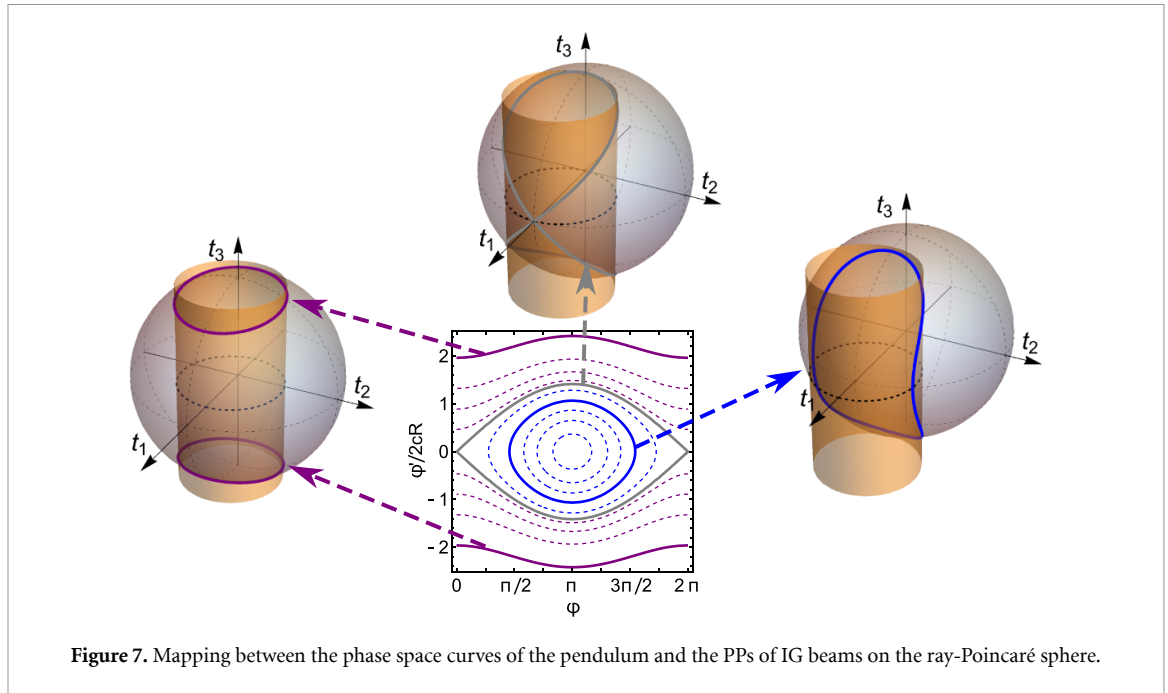 t3
t2
t1
t3
t2
t1
t3
t2
t1
φ'/2cR
2
1
0
-1
-2
0
π/2
π
3π/2
2π
φ
Figure 7. Mapping between the phase space curves of the pendulum and the PPs of IG beams on the ray-Poincaré sphere.